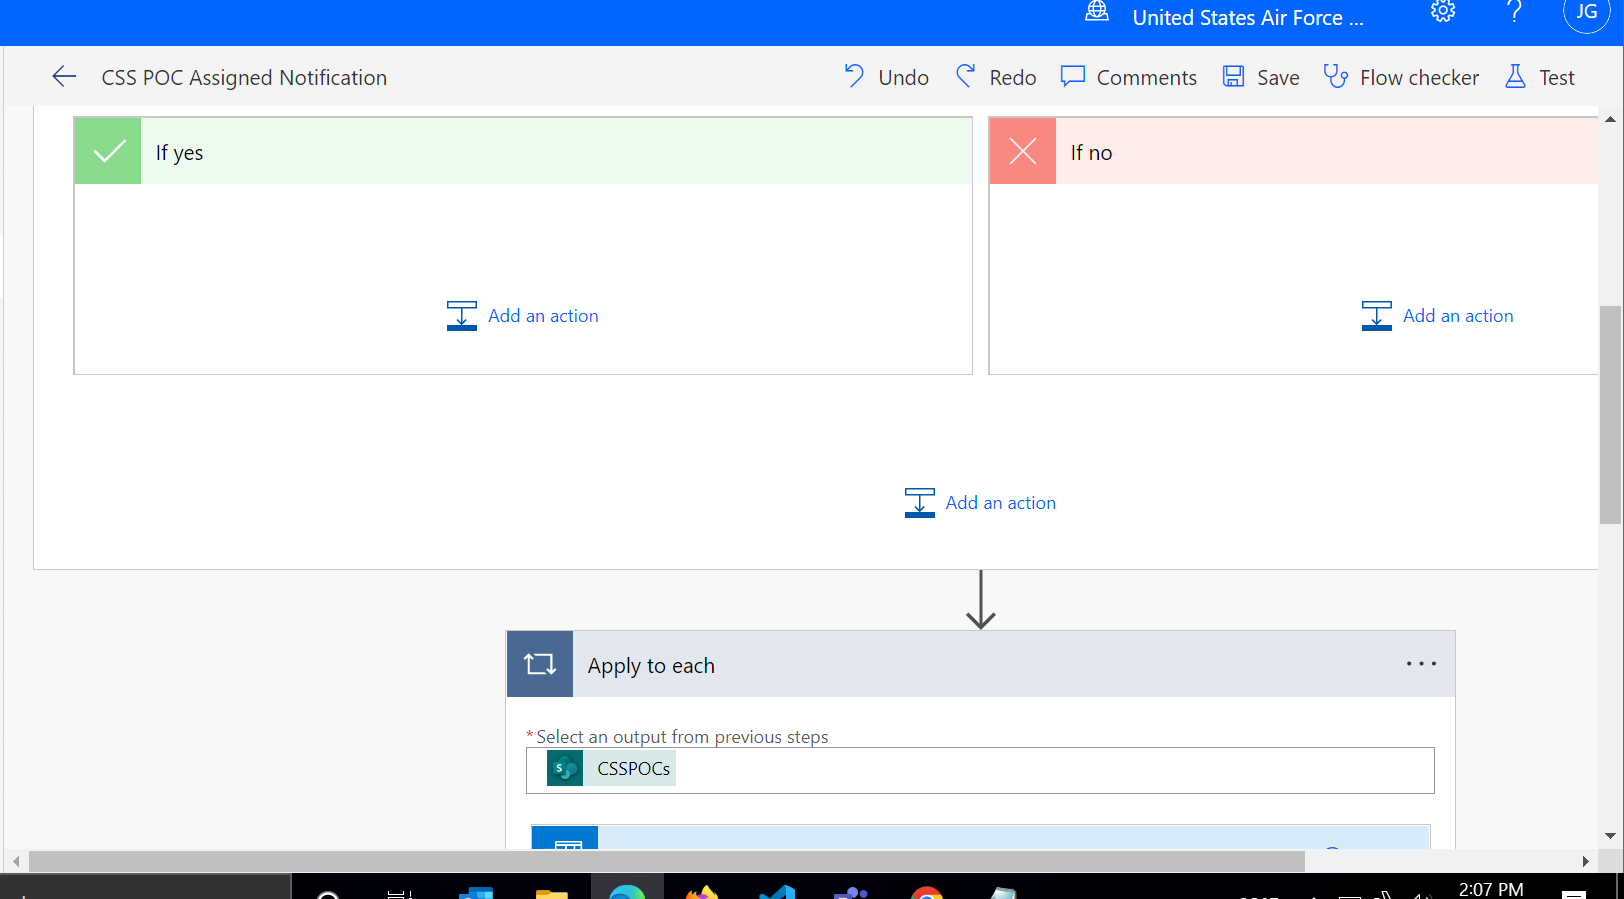 United States Air Force ...
JG
CSS POC Assigned Notification
Undo
Redo
Comments
Save
Flow checker
Test
If yes
If no
Add an action
Add an action
Add an action
Apply to each
* Select an output from previous steps
S
CSSPOCs
2:07 PM